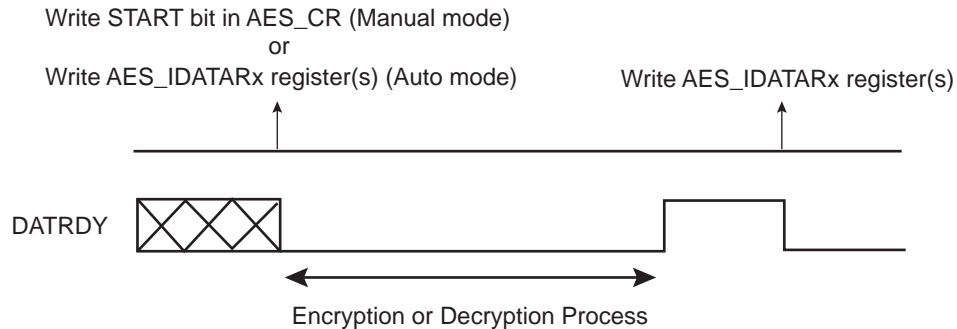 Write START bit in AES_CR (Manual mode)
or
Write AES_IDATARx register(s) (Auto mode)
Write AES_IDATARx register(s)
DATRDY
Encryption or Decryption Process